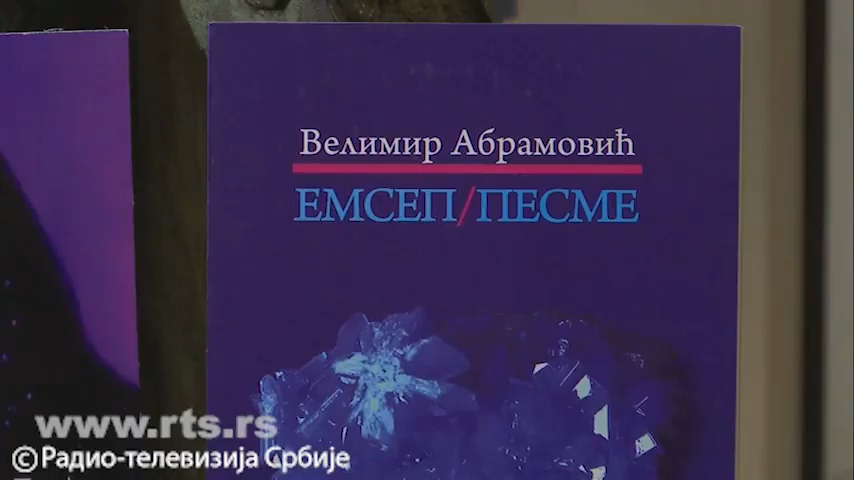 Велимир Абрамовић
ЕМСЕП/ПЕСМЕ
www.rts.rs
©Радио-телевизија Србије